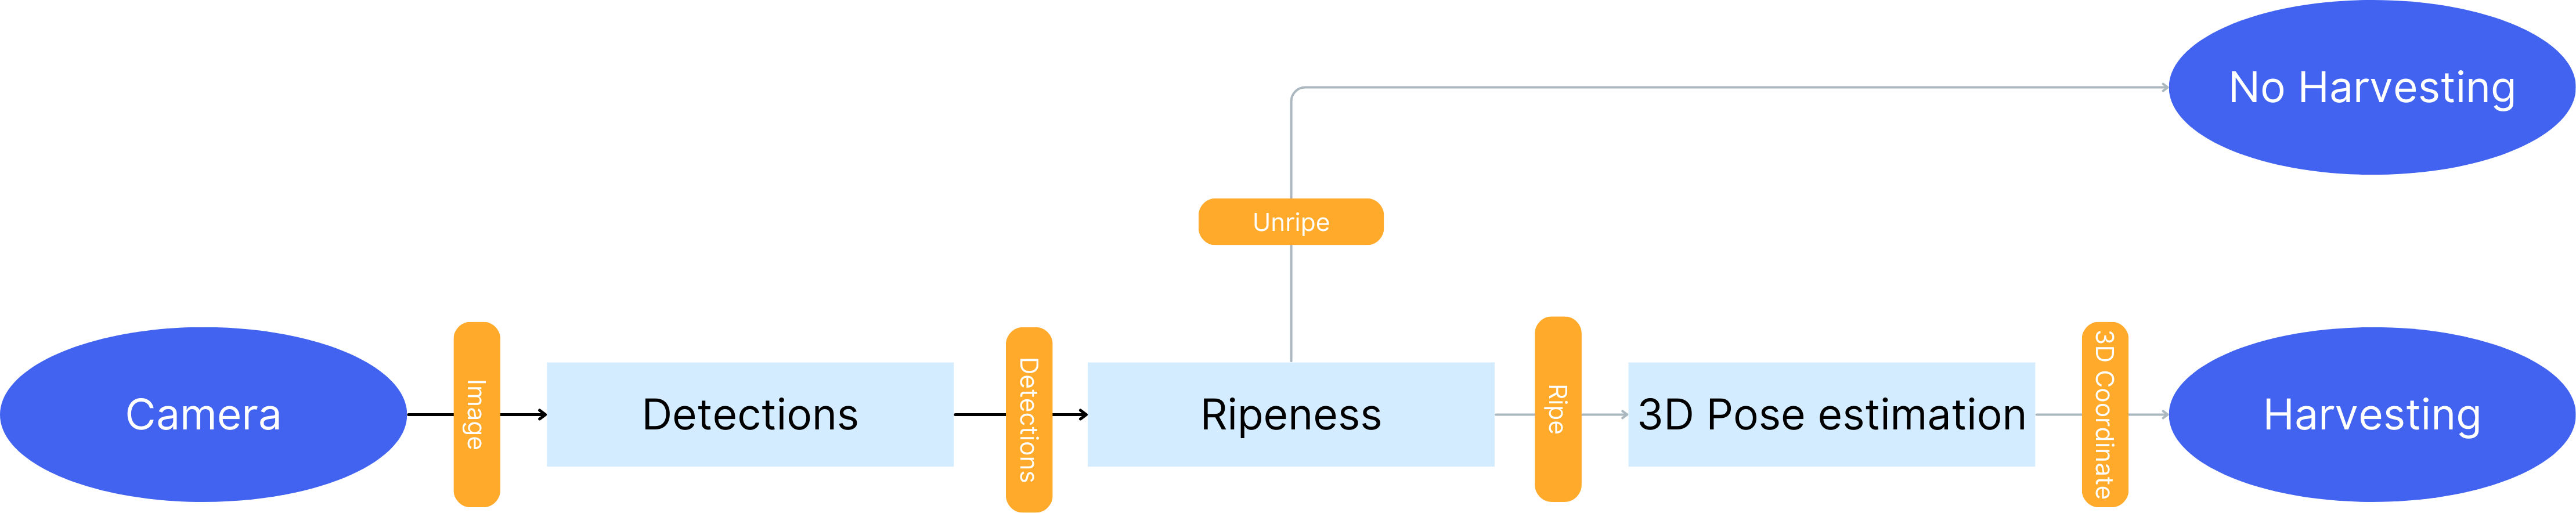 No Harvesting
Unripe
Camera
Image
Detections
Detections
Ripeness
Ripe
3D Pose estimation
3D Coordinate
Harvesting